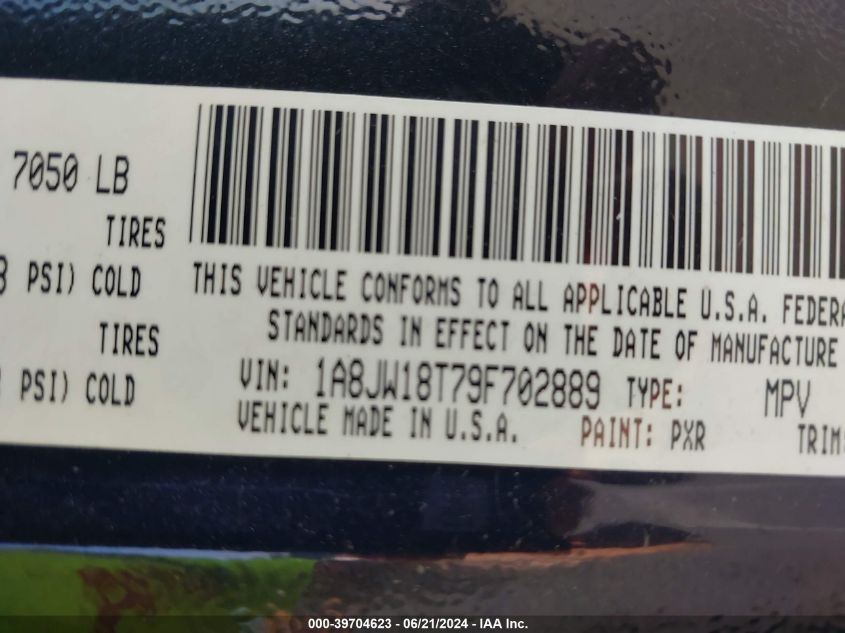 7050 LB
TIRES
PSI) COLD
TIRES
PSI) COLD
THIS VEHICLE CONFORMS TO ALL APPLICABLE U.S.A. FEDERA
STANDARDS IN EFFECT ON THE DATE OF MANUFACTURE
VIN: 1A8JW18T79F702889 TYPE: MPV
VEHICLE MADE IN U.S.A. PAINT: PXR TRIM:
000-39704623 - 06/21/2024 - IAA Inc.